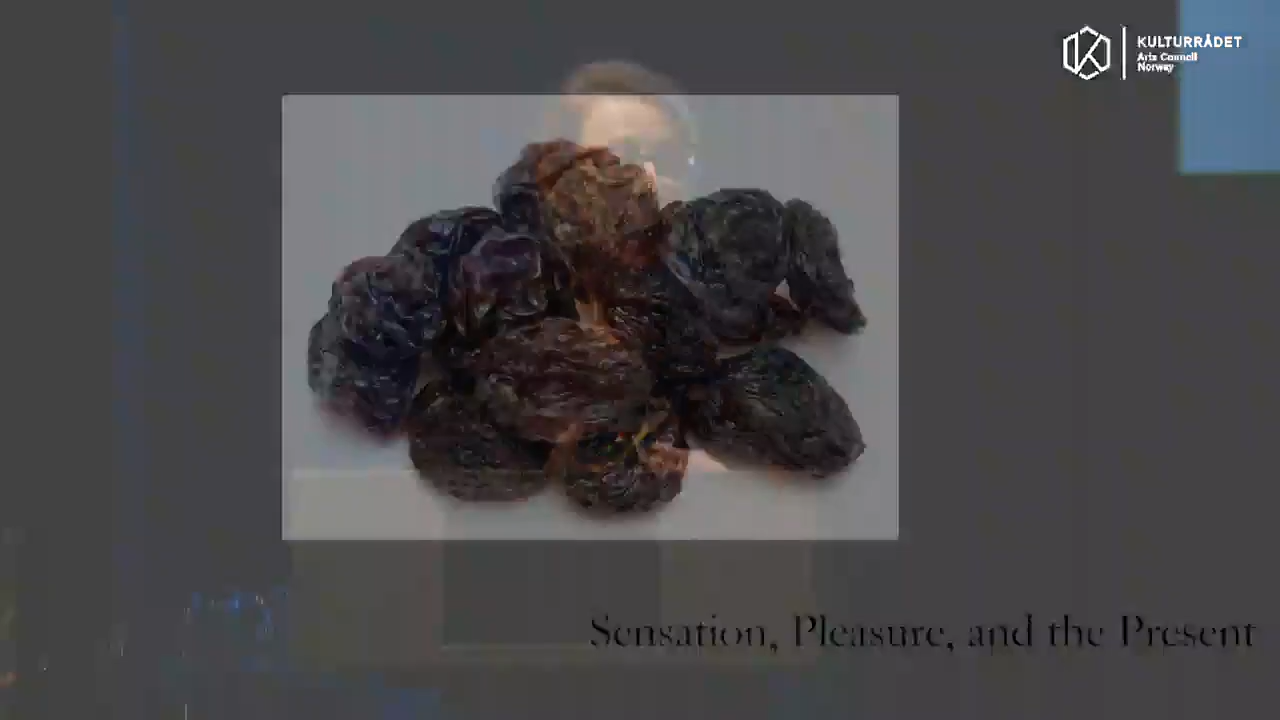 KULTURRÅDET
Arts Council
Norway
Sensation, Pleasure, and the Present